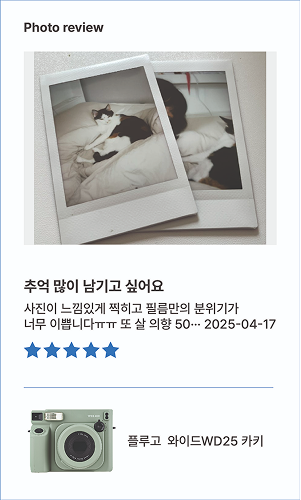 Photo review
추억 많이 남기고 싶어요
사진이 느낌있게 찍히고 필름만의 분위기가
너무 이쁩니다ㅠㅠ 또 살 의향 50··· 2025-04-17
플루고 와이드WD25 카키